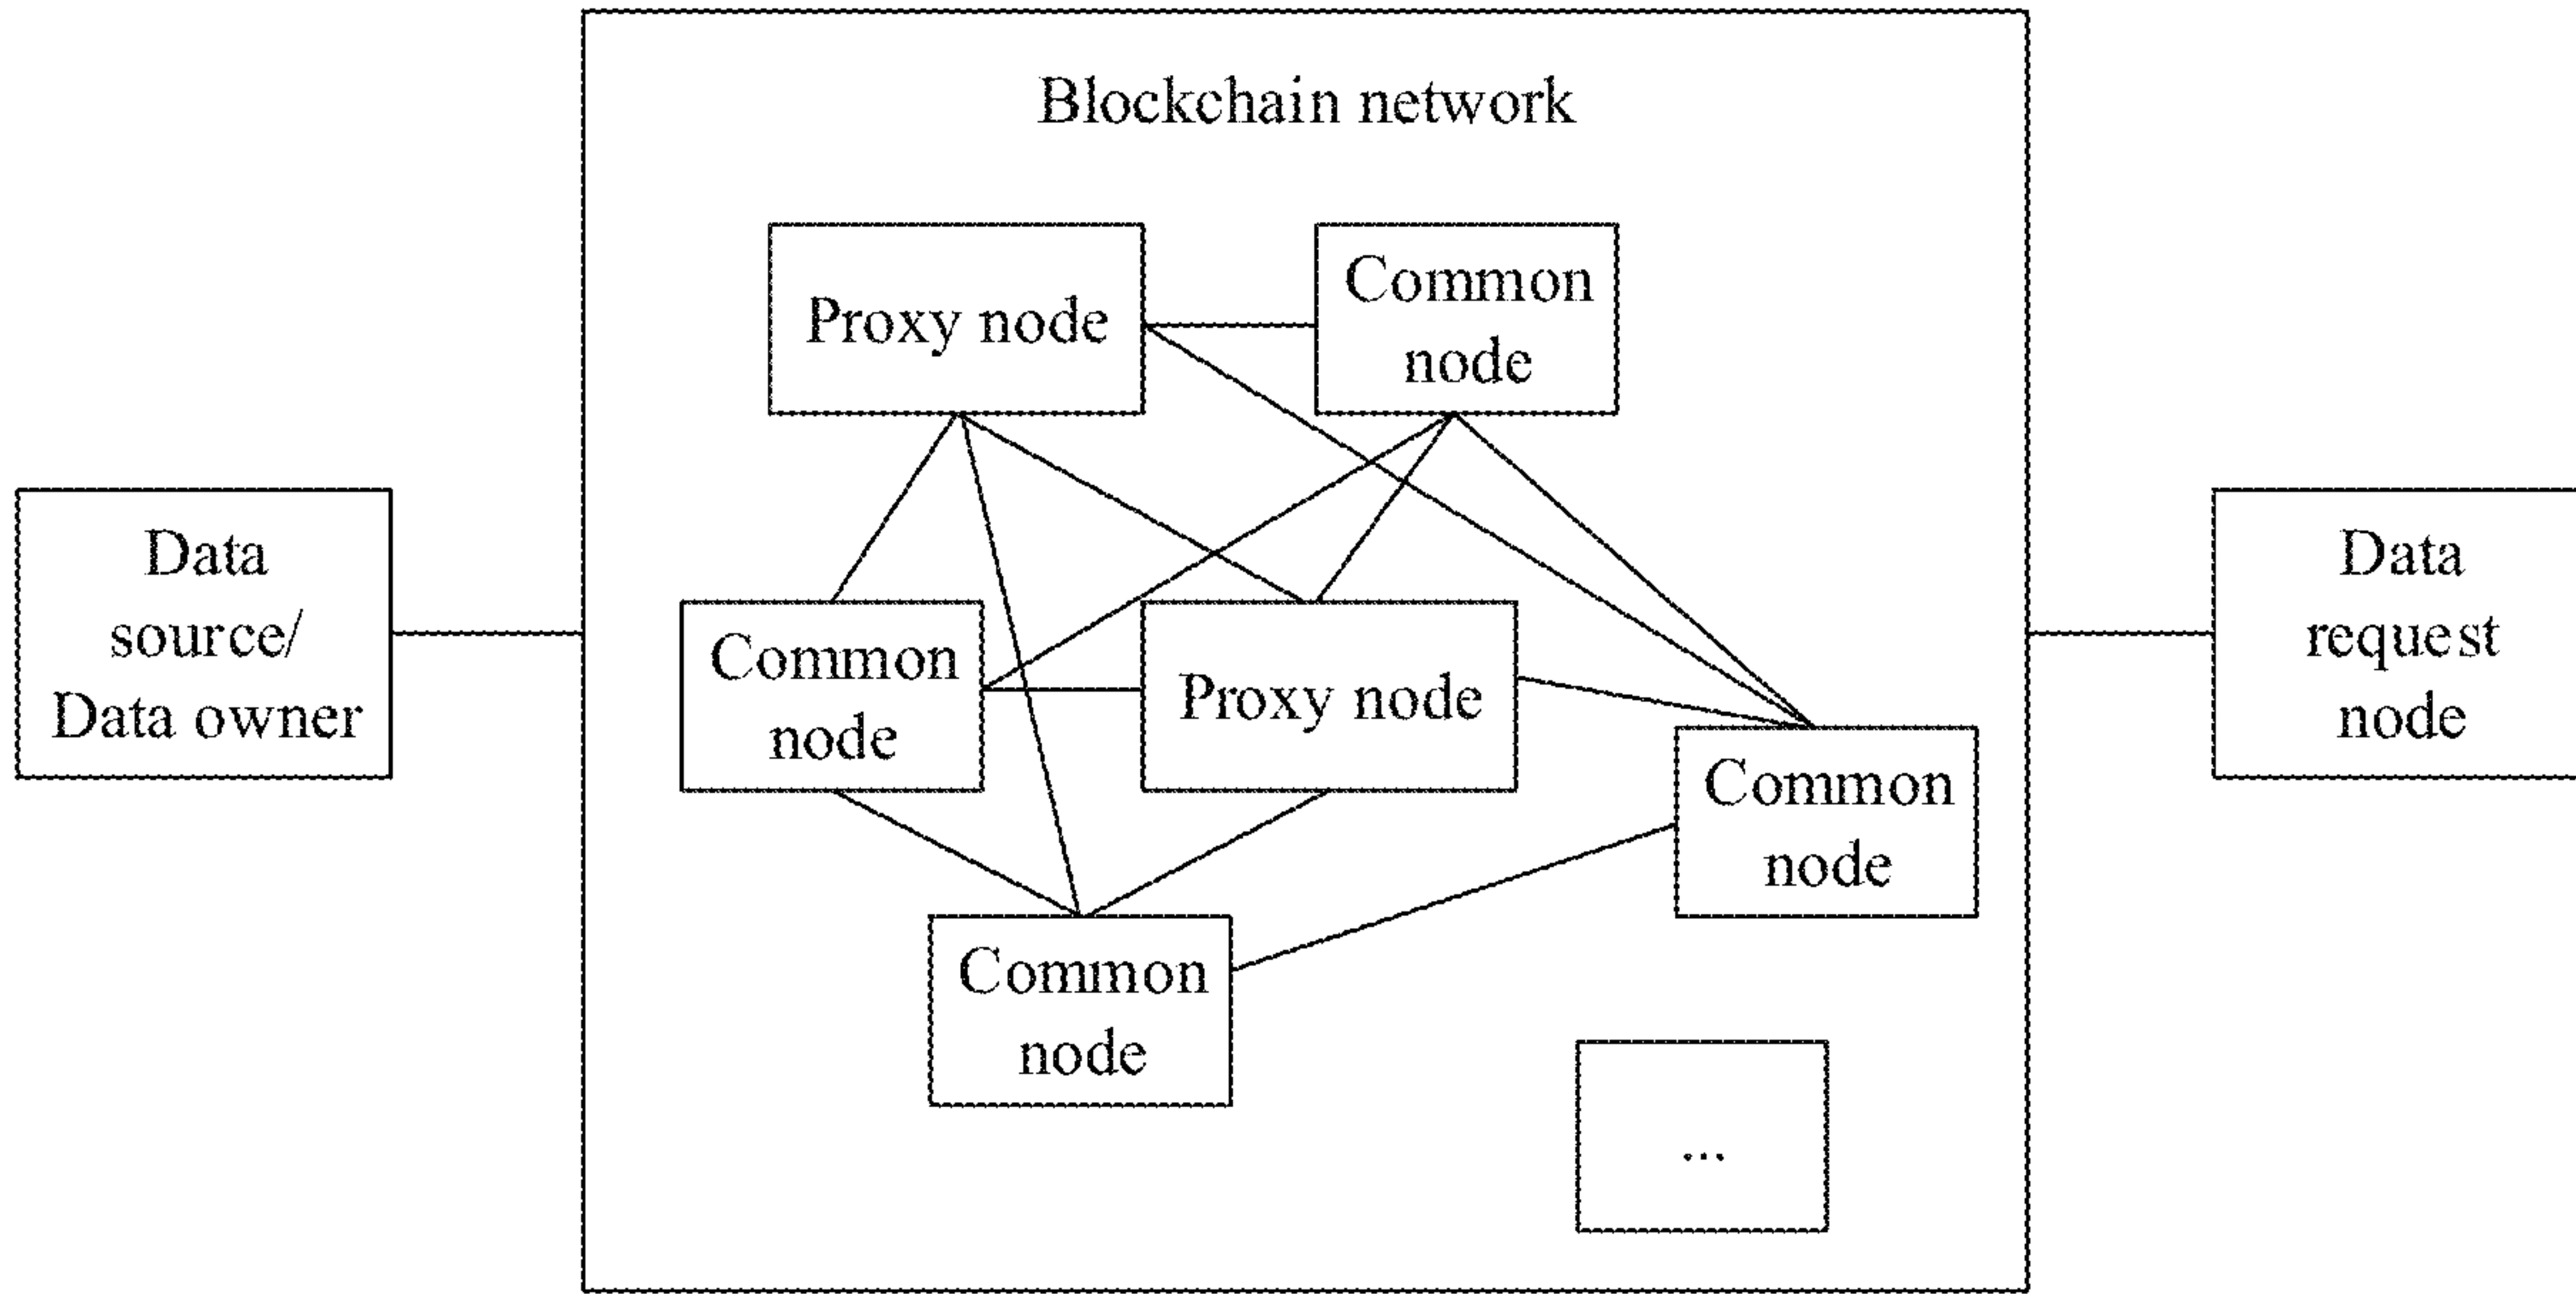 Blockchain network
Proxy node
Common
node
Data
source/
Data owner
Common
node
Proxy node
Common
node
Common
node
...
Data
request
node